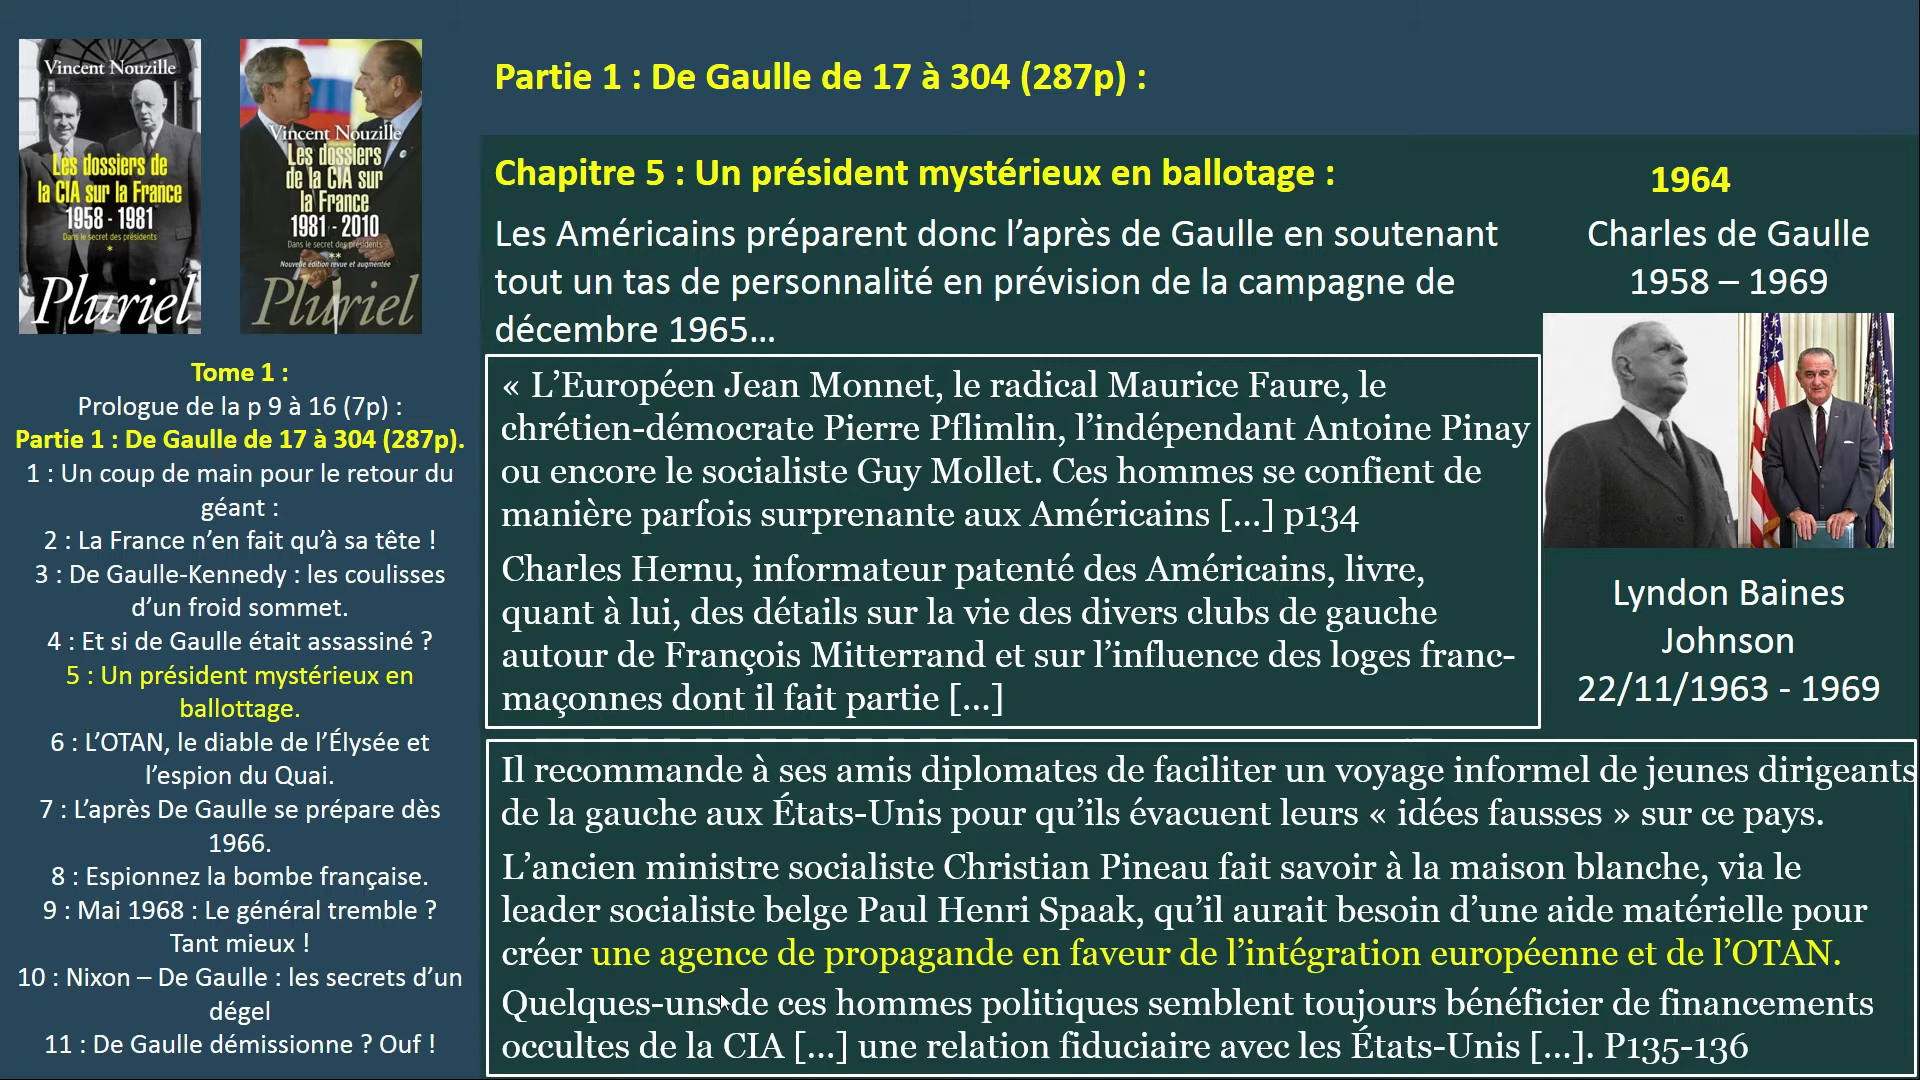 Vincent Nouzille
Les dossiers de
la CIA sur la France
1958 - 1981
Dans le secret des présidents
*
Pluriel
Vincent Nouzille
Les dossiers
de la CIA sur
la France
1981 - 2010
Dans le secret des présidents
**
Nouvelle édition revue et augmentée
Pluriel
Tome 1 :
Prologue de la p 9 à 16 (7p) :
Partie 1 : De Gaulle de 17 à 304 (287p).
1 : Un coup de main pour le retour du
géant :
2 : La France n’en fait qu’à sa tête !
3 : De Gaulle-Kennedy : les coulisses
d’un froid sommet.
4 : Et si de Gaulle était assassiné ?
5 : Un président mystérieux en
ballottage.
6 : L’OTAN, le diable de l’Élysée et
l’espion du Quai.
7 : L’après De Gaulle se prépare dès
1966.
8 : Espionnez la bombe française.
9 : Mai 1968 : Le général tremble ?
Tant mieux !
10 : Nixon – De Gaulle : les secrets d’un
dégel
11 : De Gaulle démissionne ? Ouf !
Partie 1 : De Gaulle de 17 à 304 (287p) :
Chapitre 5 : Un président mystérieux en ballotage :
Les Américains préparent donc l’après de Gaulle en soutenant
tout un tas de personnalité en prévision de la campagne de
décembre 1965…
« L’Européen Jean Monnet, le radical Maurice Faure, le
chrétien-démocrate Pierre Pflimlin, l’indépendant Antoine Pinay
ou encore le socialiste Guy Mollet. Ces hommes se confient de
manière parfois surprenante aux Américains […] p134
Charles Hernu, informateur patenté des Américains, livre,
quant à lui, des détails sur la vie des divers clubs de gauche
autour de François Mitterrand et sur l’influence des loges franc-
maçonnes dont il fait partie […]
Il recommande à ses amis diplomates de faciliter un voyage informel de jeunes dirigeants
de la gauche aux États-Unis pour qu’ils évacuent leurs « idées fausses » sur ce pays.
L’ancien ministre socialiste Christian Pineau fait savoir à la maison blanche, via le
leader socialiste belge Paul Henri Spaak, qu’il aurait besoin d’une aide matérielle pour
créer une agence de propagande en faveur de l’intégration européenne et de l’OTAN.
Quelques-uns de ces hommes politiques semblent toujours bénéficier de financements
occultes de la CIA […] une relation fiduciaire avec les États-Unis […]. P135-136
1964
Charles de Gaulle
1958 – 1969
Lyndon Baines
Johnson
22/11/1963 - 1969